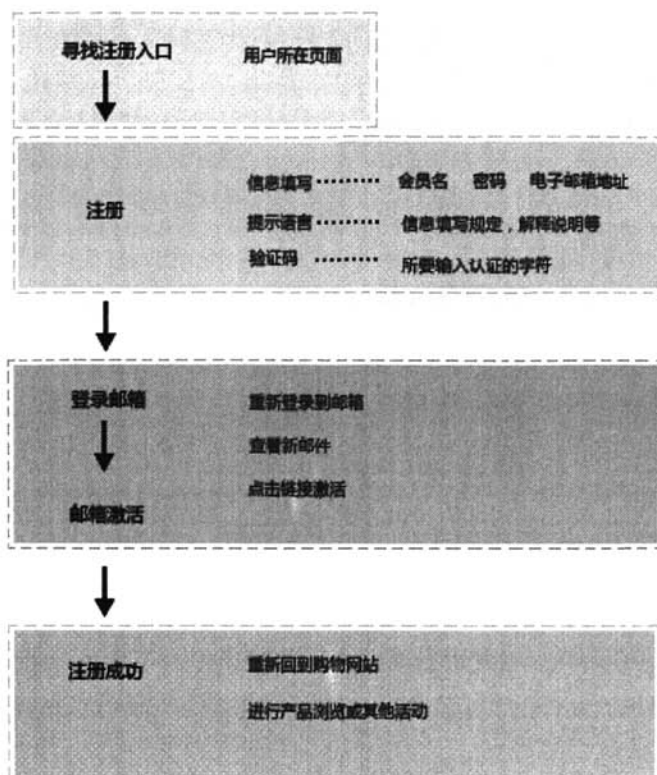 寻找注册入口 用户所在页面
信息填写 ········· 会员名 密码 电子邮箱地址
注册
提示语言 ········· 信息填写规定，解释说明等
验证码 ········· 所要输入认证的字符
登录邮箱 重新登录到邮箱
查看新邮件
点击链接激活
邮箱激活
注册成功 重新回到购物网站
进行产品浏览或其他活动